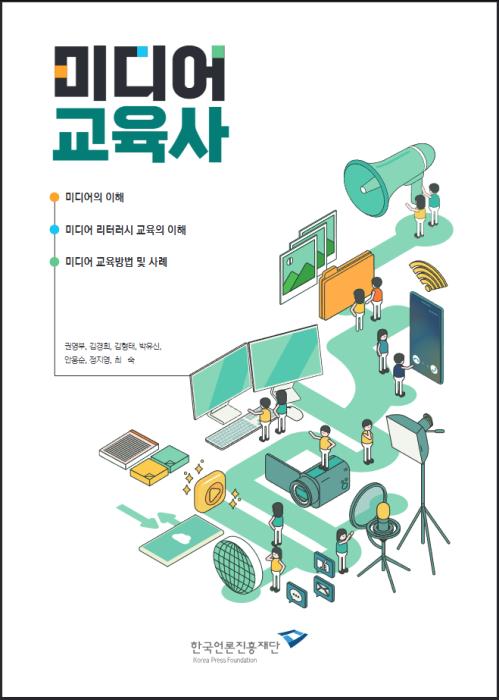 미디어
교육사
미디어의 이해
미디어 리터러시 교육의 이해
미디어 교육방법 및 사례
권영부, 김경희, 김형태, 박유신,
안용순, 정지영, 최 숙
한국언론진흥재단
Korea Press Foundation